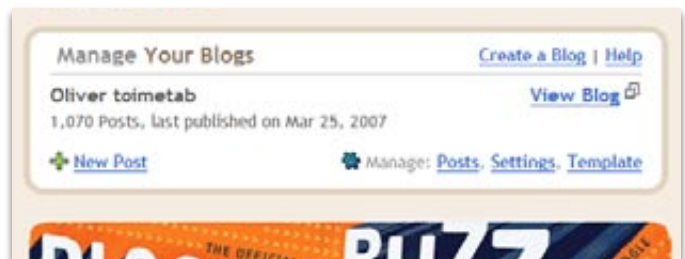 Manage Your Blogs Create a Blog | Help
Oliver toimetab View Blog
1,070 Posts, last published on Mar 25, 2007
New Post Manage: Posts, Settings, Template
THE OFFICIAL
BUZZ